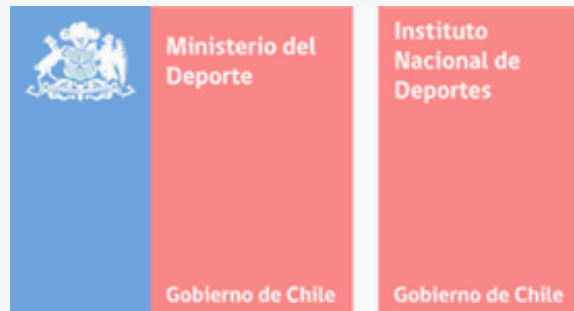 Ministerio del
Deporte
Gobierno de Chile
Instituto
Nacional de
Deportes
Gobierno de Chile